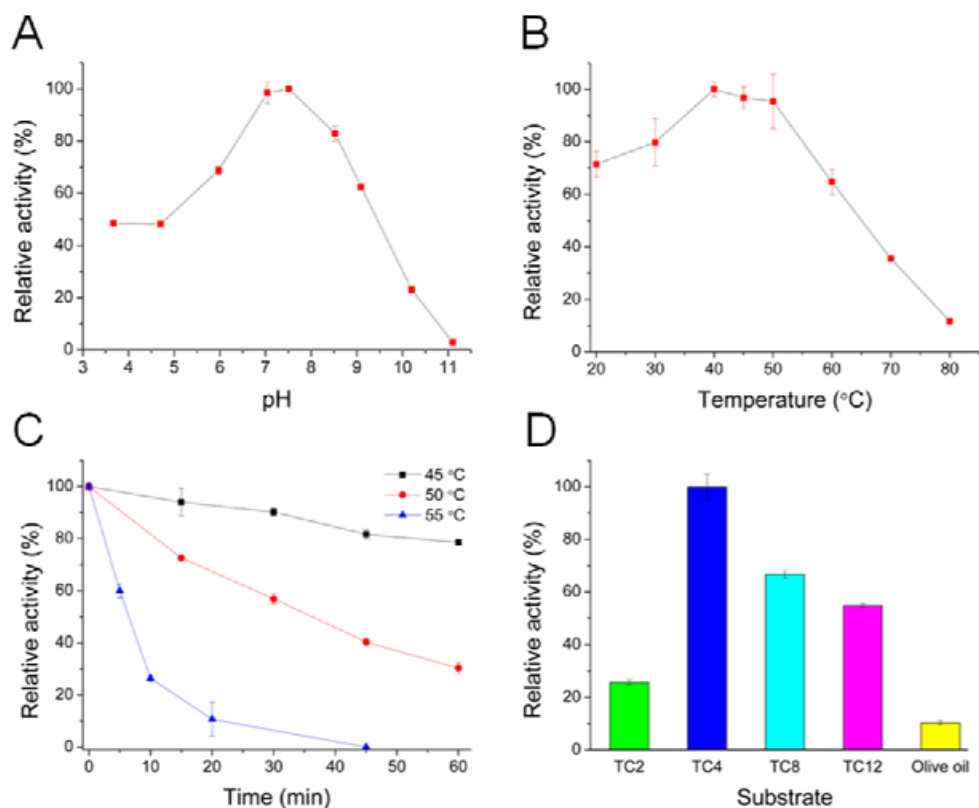 A
Relative activity (%)
100
80
60
40
20
0
3 4 5 6 7 8 9 10 11
pH
B
Relative activity (%)
100
80
60
40
20
0
20 30 40 50 60 70 80
Temperature (°C)
C
Relative activity (%)
100
80
60
40
20
0
45 °C
50 °C
55 °C
0 10 20 30 40 50 60
Time (min)
D
Relative activity (%)
100
80
60
40
20
0
TC2 TC4 TC8 TC12 Olive oil
Substrate